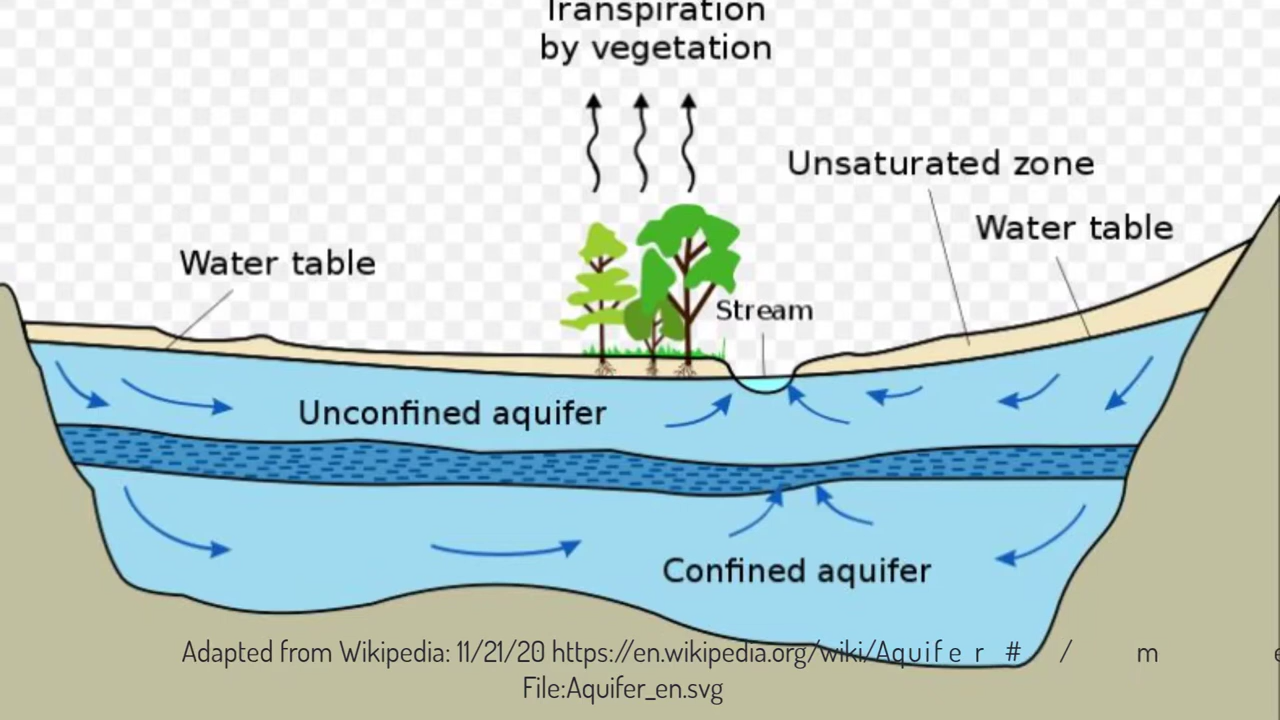 Transpiration
by vegetation
Unsaturated zone
Water table
Water table
Stream
Unconfined aquifer
Confined aquifer
Adapted from Wikipedia: 11/21/20 https://en.wikipedia.org/wiki/Aquifer # / m e
File:Aquifer_en.svg